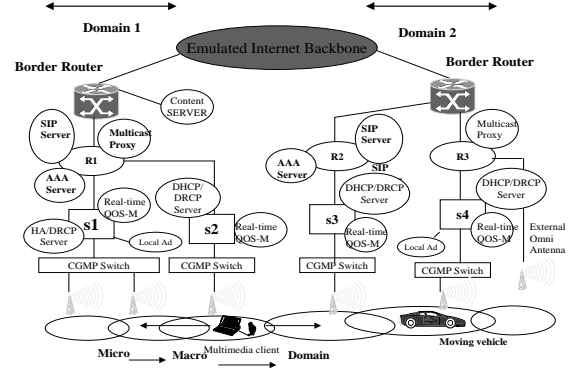 Domain 1
Domain 2
Emulated Internet Backbone
Border Router
Border Router
Content
SERVER
SIP
Server
Multicast
Proxy
R1
AAA
Server
SIP
Server
AAA
Server
R2
SIP
Multicast
Proxy
R3
Real-time
QOS-M
DHCP/
DRCP
Server
DHCP/DRCP
Server
DHCP/DRCP
Server
HA/DRCP
Server
s1
Local Ad
s2
Real-time
QOS-M
s3
Real-time
QOS-M
s4
Local Ad
Real-time
QOS-M
External
Omni
Antenna
CGMP Switch
CGMP Switch
CGMP Switch
CGMP Switch
Micro
Macro
Multimedia client
Domain
Moving vehicle